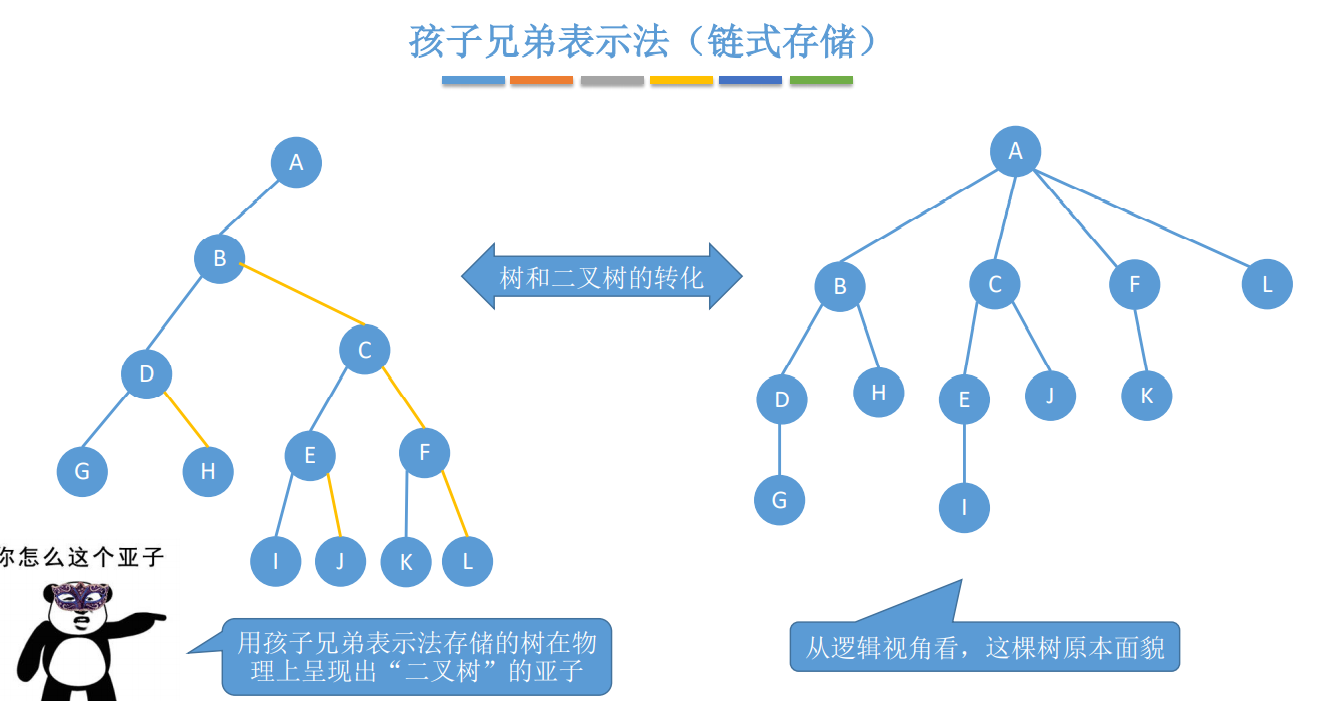 孩子兄弟表示法（链式存储）
A
B
C
D
E
F
G
H
I
J
K
L
树和二叉树的转化
A
B
C
F
L
D
H
E
J
K
G
I
你怎么这个亚子
用孩子兄弟表示法存储的树在物
理上呈现出“二叉树”的亚子
从逻辑视角看，这棵树原本面貌